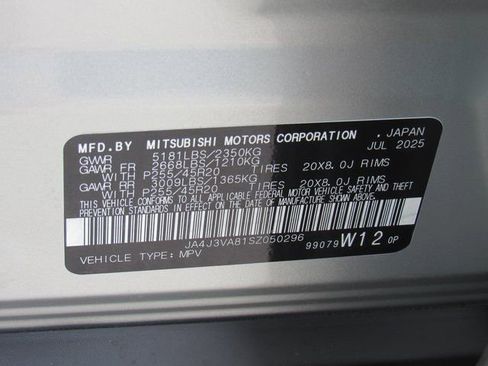 MFD.BY MITSUBISHI MOTORS CORPORATION , JAPAN
GVWR 5181LBS/2350KG JUL 2025
GAWR FR 2668LBS/1210KG
WITH P255/45R20 TIRES 20X8.0J RIMS
GAWR RR 3009LBS/1365KG
WITH P255/45R20 TIRES 20X8.0J RIMS
THIS VEHICLE CONFORMS TO ALL APPLICABLE FEDERAL MOTOR VEHICLE SAFETY AND
THEFT PREVENTION STANDARDS IN EFFECT ON THE DATE OF MANUFACTURE SHOWN ABOVE.
JA4J3VA81SZ050296
VEHICLE TYPE: MPV 99079 W12 0P